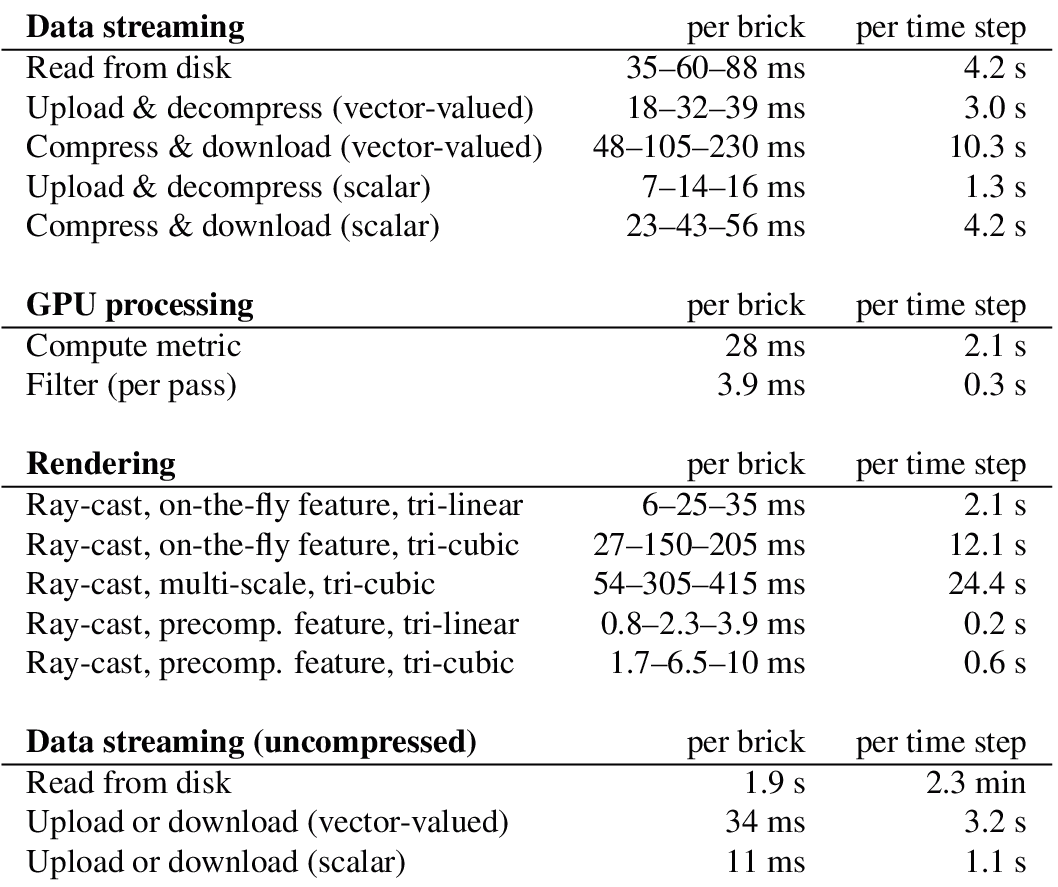 Data streaming per brick per time step
Read from disk 35–60–88 ms 4.2 s
Upload & decompress (vector-valued) 18–32–39 ms 3.0 s
Compress & download (vector-valued) 48–105–230 ms 10.3 s
Upload & decompress (scalar) 7–14–16 ms 1.3 s
Compress & download (scalar) 23–43–56 ms 4.2 s
GPU processing per brick per time step
Compute metric 28 ms 2.1 s
Filter (per pass) 3.9 ms 0.3 s
Rendering per brick per time step
Ray-cast, on-the-fly feature, tri-linear 6–25–35 ms 2.1 s
Ray-cast, on-the-fly feature, tri-cubic 27–150–205 ms 12.1 s
Ray-cast, multi-scale, tri-cubic 54–305–415 ms 24.4 s
Ray-cast, precomp. feature, tri-linear 0.8–2.3–3.9 ms 0.2 s
Ray-cast, precomp. feature, tri-cubic 1.7–6.5–10 ms 0.6 s
Data streaming (uncompressed) per brick per time step
Read from disk 1.9 s 2.3 min
Upload or download (vector-valued) 34 ms 3.2 s
Upload or download (scalar) 11 ms 1.1 s